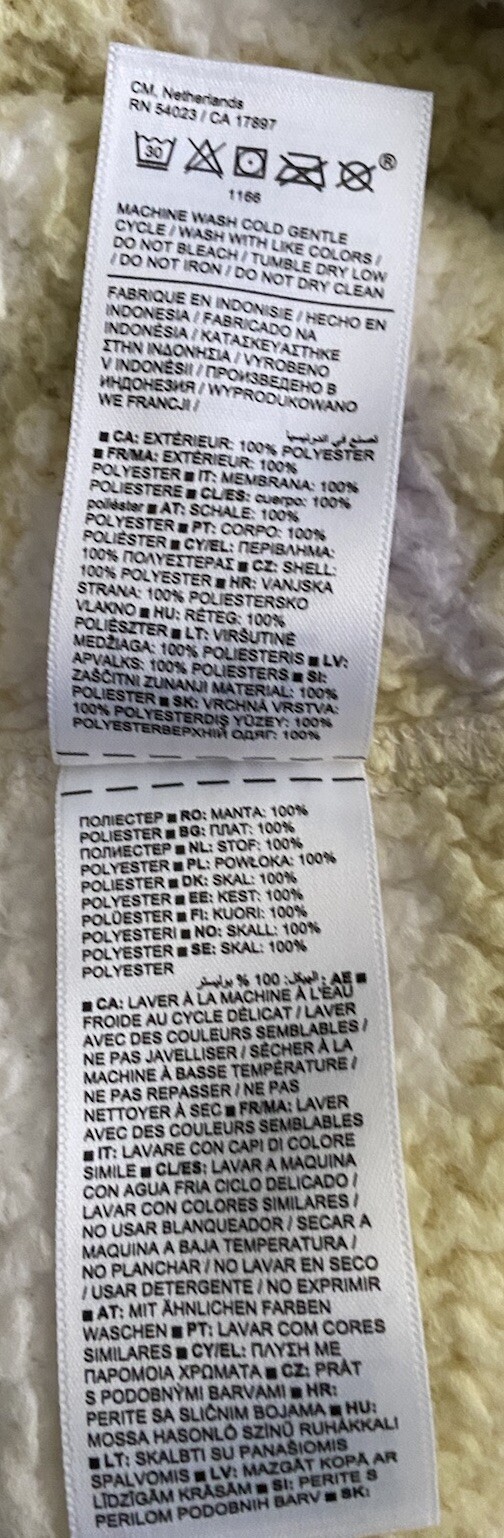 CM, Netherlands
RN 54023 / CA 17897
30
®
1166
MACHINE WASH COLD GENTLE
CYCLE / WASH WITH LIKE COLORS /
DO NOT BLEACH / TUMBLE DRY LOW
/ DO NOT IRON / DO NOT DRY CLEAN
FABRIQUE EN INDONISIE / HECHO EN
INDONESIA / FABRICADO NA
INDONÉSIA / ΚΑΤΑΣΚΕΥΑΣΤΗΚΕ
ΣΤΗΝ ΙΝΔΟΝΗΣΙΑ / VYROBENO
V INDONÉSII / ПРОИЗВЕДЕНО В
ИНДОНЕЗИЯ / WYPRODUKOWANO
WE FRANCJI /
■ CA: EXTÉRIEUR: 100% POLYESTER
■ FR/MA: EXTÉRIEUR: 100%
POLYESTER ■ IT: MEMBRANA: 100%
POLIESTERE ■ CL/ES: cuerpo: 100%
poliéster ■ AT: SCHALE: 100%
POLYESTER ■ PT: CORPO: 100%
POLIÉSTER ■ CY/EL: ΠΕΡΙΒΛΗΜΑ:
100% ΠΟΛΥΕΣΤΕΡΑΣ ■ CZ: SHELL:
100% POLYESTER ■ HR: VANJSKA
STRANA: 100% POLIESTERSKO
VLAKNO ■ HU: RÉTEG: 100%
POLIÉSZTER ■ LT: VIRŠUTINĖ
MEDŽIAGA: 100% POLIESTERIS ■ LV:
APVALKS: 100% POLIESTERS ■ SI:
ZAŠČITNI ZUNANJI MATERIAL: 100%
POLIESTER ■ SK: VRCHNÁ VRSTVA:
100% POLYESTERDIŞ YÜZEY: 100%
POLYESTERВЕРХНІЙ ОДЯГ: 100%
ПОЛІЕСТЕР ■ RO: MANTA: 100%
POLIESTER ■ BG: ПЛАТ: 100%
ПОЛИЕСТЕР ■ NL: STOF: 100%
POLYESTER ■ PL: POWŁOKA: 100%
POLIESTER ■ DK: SKAL: 100%
POLYESTER ■ EE: KEST: 100%
POLÜESTER ■ FI: KUORI: 100%
POLYESTERI ■ NO: SKALL: 100%
POLYESTER ■ SE: SKAL: 100%
POLYESTER
■ AE : الهيكل: 100 % بوليستر
■ CA: LAVER À LA MACHINE À L'EAU
FROIDE AU CYCLE DÉLICAT / LAVER
AVEC DES COULEURS SEMBLABLES /
NE PAS JAVELLISER / SÉCHER À LA
MACHINE À BASSE TEMPÉRATURE /
NE PAS REPASSER / NE PAS
NETTOYER À SEC ■ FR/MA: LAVER
AVEC DES COULEURS SEMBLABLES
■ IT: LAVARE CON CAPI DI COLORE
SIMILE ■ CL/ES: LAVAR A MAQUINA
CON AGUA FRIA CICLO DELICADO /
LAVAR CON COLORES SIMILARES /
NO USAR BLANQUEADOR / SECAR A
MAQUINA A BAJA TEMPERATURA /
NO PLANCHAR / NO LAVAR EN SECO
/ USAR DETERGENTE / NO EXPRIMIR
■ AT: MIT ÄHNLICHEN FARBEN
WASCHEN ■ PT: LAVAR COM CORES
SIMILARES ■ CY/EL: ΠΛΥΣΗ ΜΕ
ΠΑΡΟΜΟΙΑ ΧΡΩΜΑΤΑ ■ CZ: PRÁT
S PODOBNÝMI BARVAMI ■ HR:
PERITE SA SLIČNIM BOJAMA ■ HU:
MOSSA HASONLÓ SZÍNŰ RUHÁKKAL!
■ LT: SKALBTI SU PANAŠIOMIS
SPALVOMIS ■ LV: MAZGĀT KOPĀ AR
LĪDZĪGĀM KRĀSĀM ■ SI: PERITE S
PERILOM PODOBNIH BARV ■ SK: